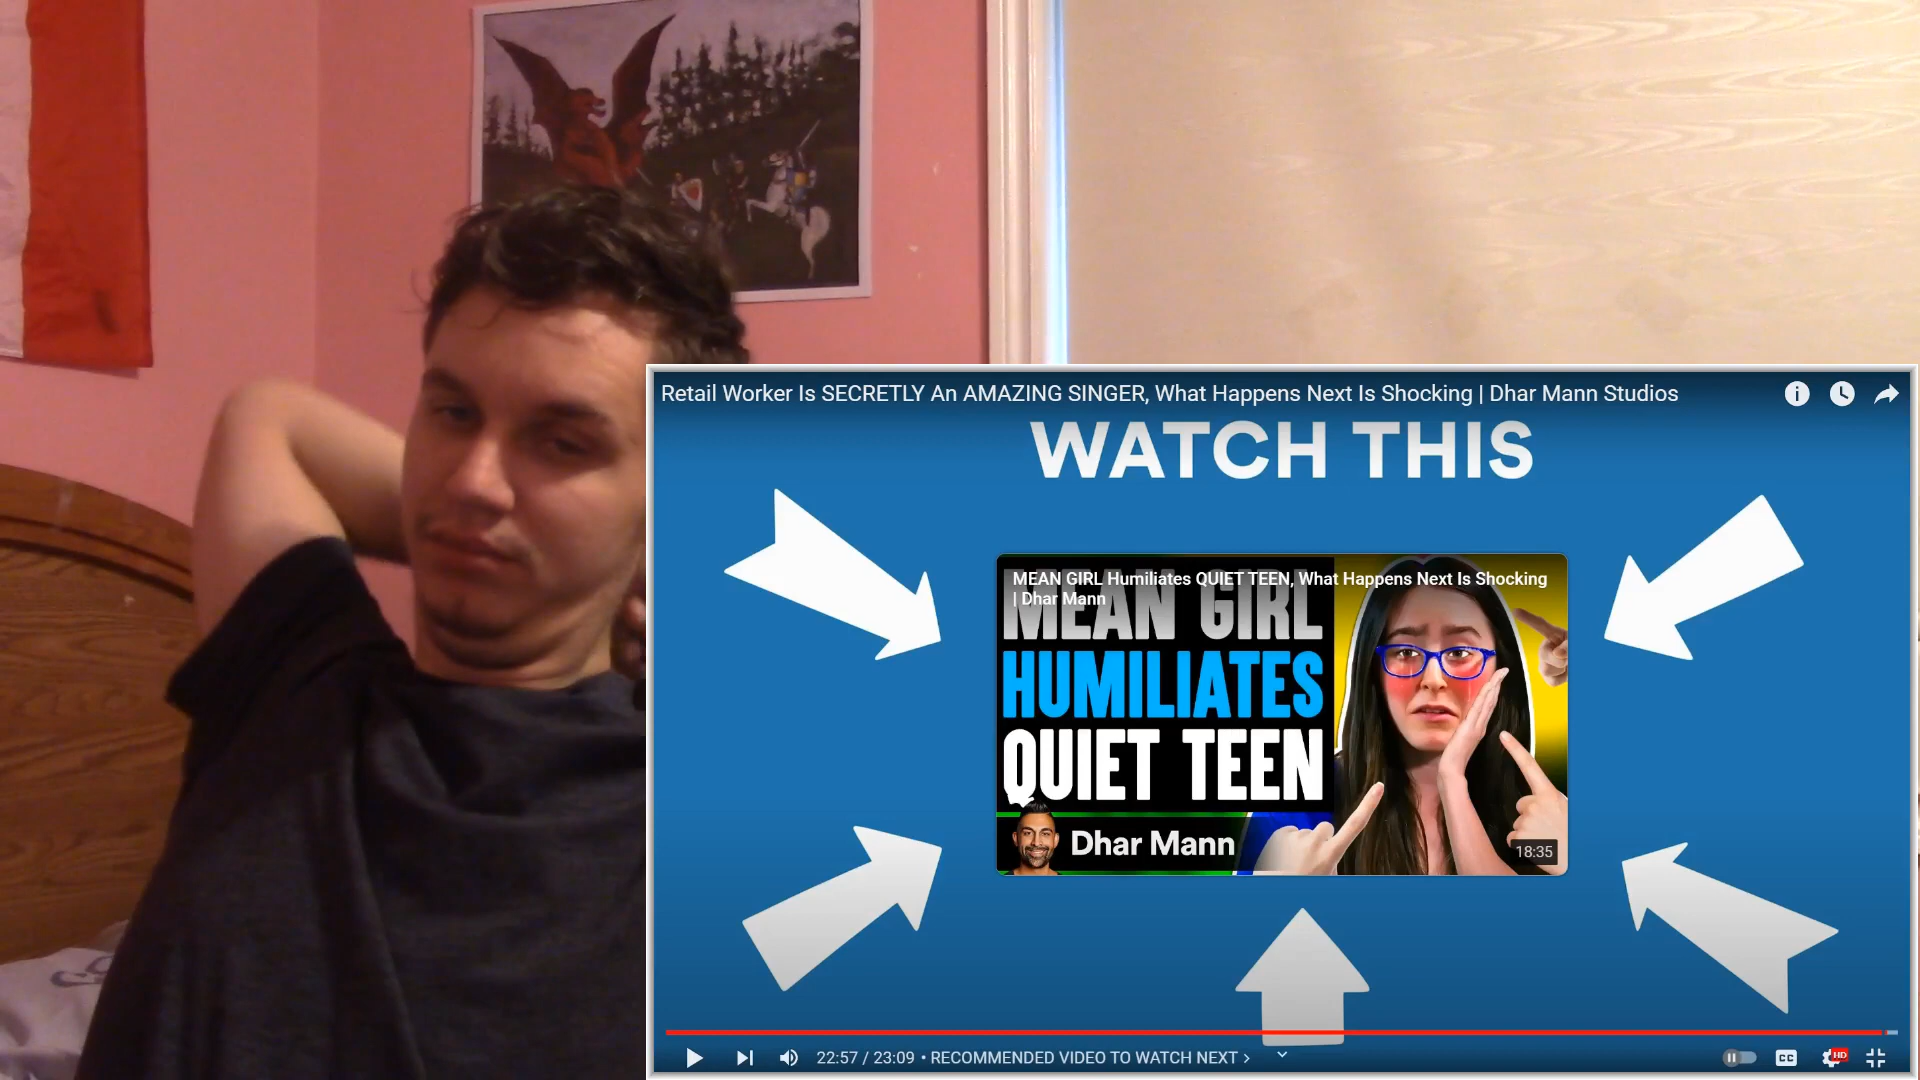 Retail Worker Is SECRETLY An AMAZING SINGER, What Happens Next Is Shocking | Dhar Mann Studios
WATCH THIS
MEAN GIRL Humiliates QUIET TEEN, What Happens Next Is Shocking
| Dhar Mann
MEAN GIRL
HUMILIATES
QUIET TEEN
Dhar Mann
18:35
22:57 / 23:09 • RECOMMENDED VIDEO TO WATCH NEXT >
CC
HD